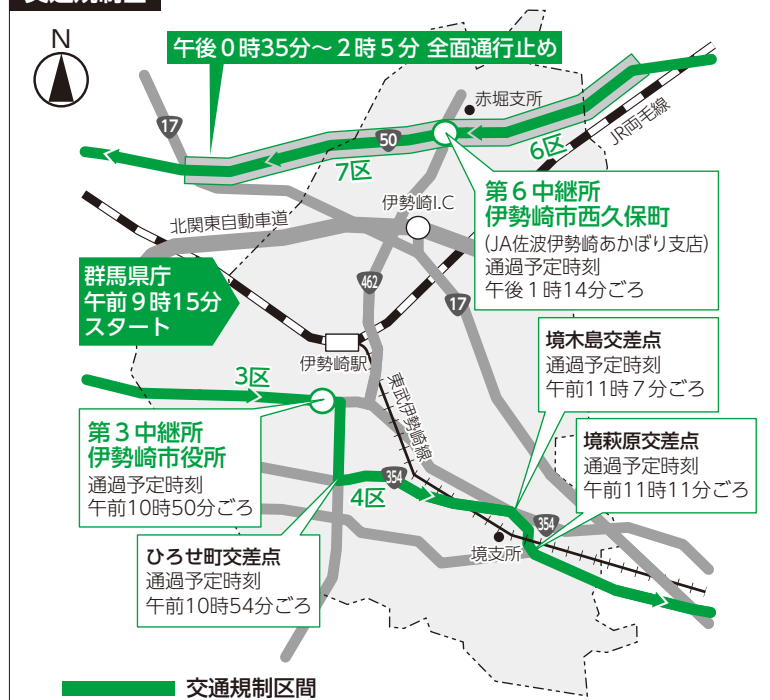 N
午後0時35分～2時5分 全面通行止め
17
赤堀支所
JR両毛線
50
6区
7区
第6中継所
伊勢崎市西久保町
(JA佐波伊勢崎あかぼり支店)
通過予定時刻
午後1時14分ごろ
伊勢崎I.C
北関東自動車道
群馬県庁
午前9時15分
スタート
462
17
伊勢崎駅
境木島交差点
通過予定時刻
午前11時7分ごろ
3区
東武伊勢崎線
第3中継所
伊勢崎市役所
通過予定時刻
午前10時50分ごろ
境萩原交差点
通過予定時刻
午前11時11分ごろ
354
4区
354
境支所
ひろせ町交差点
通過予定時刻
午前10時54分ごろ
交通規制区間